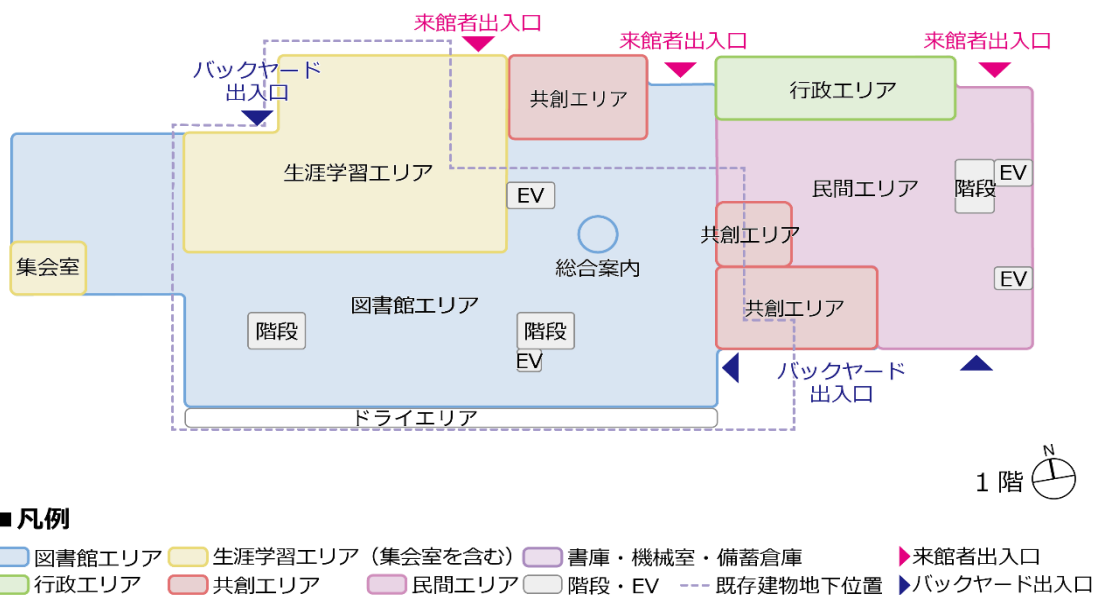 来館者出入口
来館者出入口
来館者出入口
バックヤード
出入口
共創エリア
行政エリア
生涯学習エリア
EV
民間エリア
階段
EV
共創エリア
総合案内
集会室
EV
図書館エリア
共創エリア
階段
階段
EV
バックヤード
出入口
ドライエリア
N
1 階
■凡例
図書館エリア 生涯学習エリア（集会室を含む） 書庫・機械室・備蓄倉庫 来館者出入口
行政エリア 共創エリア 民間エリア 階段・EV 既存建物地下位置 バックヤード出入口